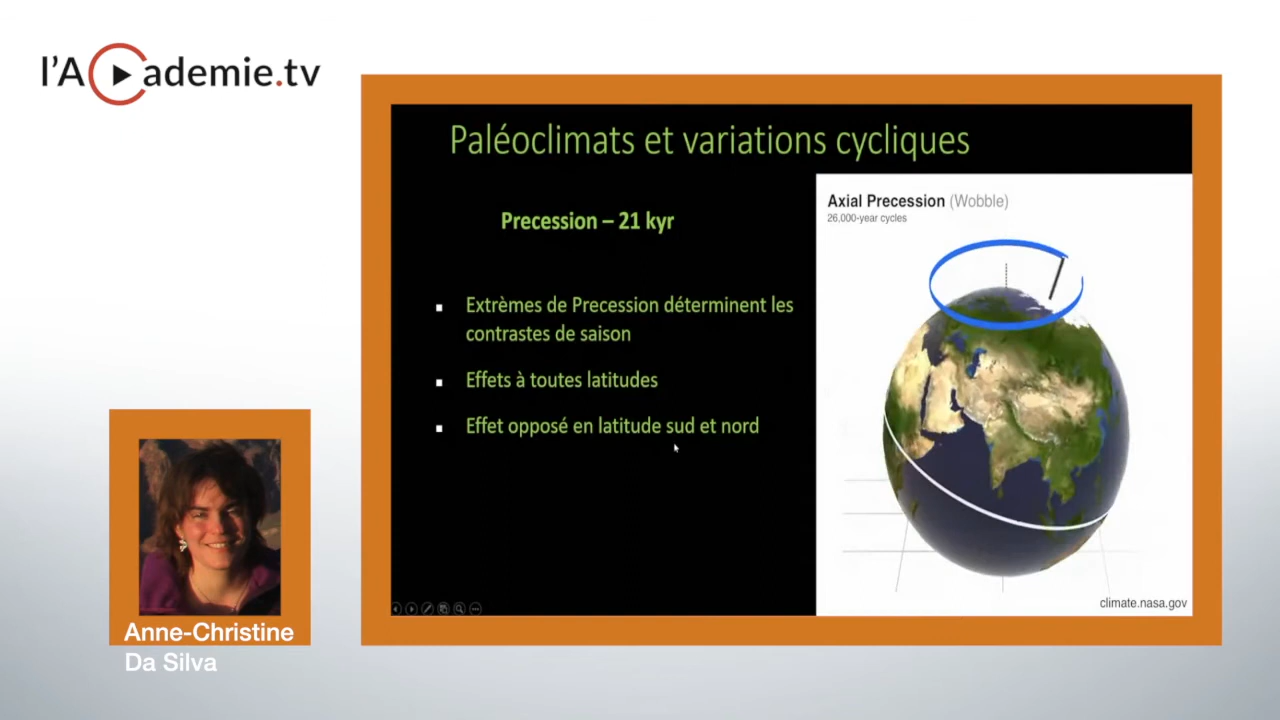 l'Academie.tv
Paléoclimats et variations cycliques
Precession – 21 kyr
Extrèmes de Precession déterminent les
contrastes de saison
Effets à toutes latitudes
Effet opposé en latitude sud et nord
Axial Precession (Wobble)
26,000-year cycles
climate.nasa.gov
Anne-Christine
Da Silva